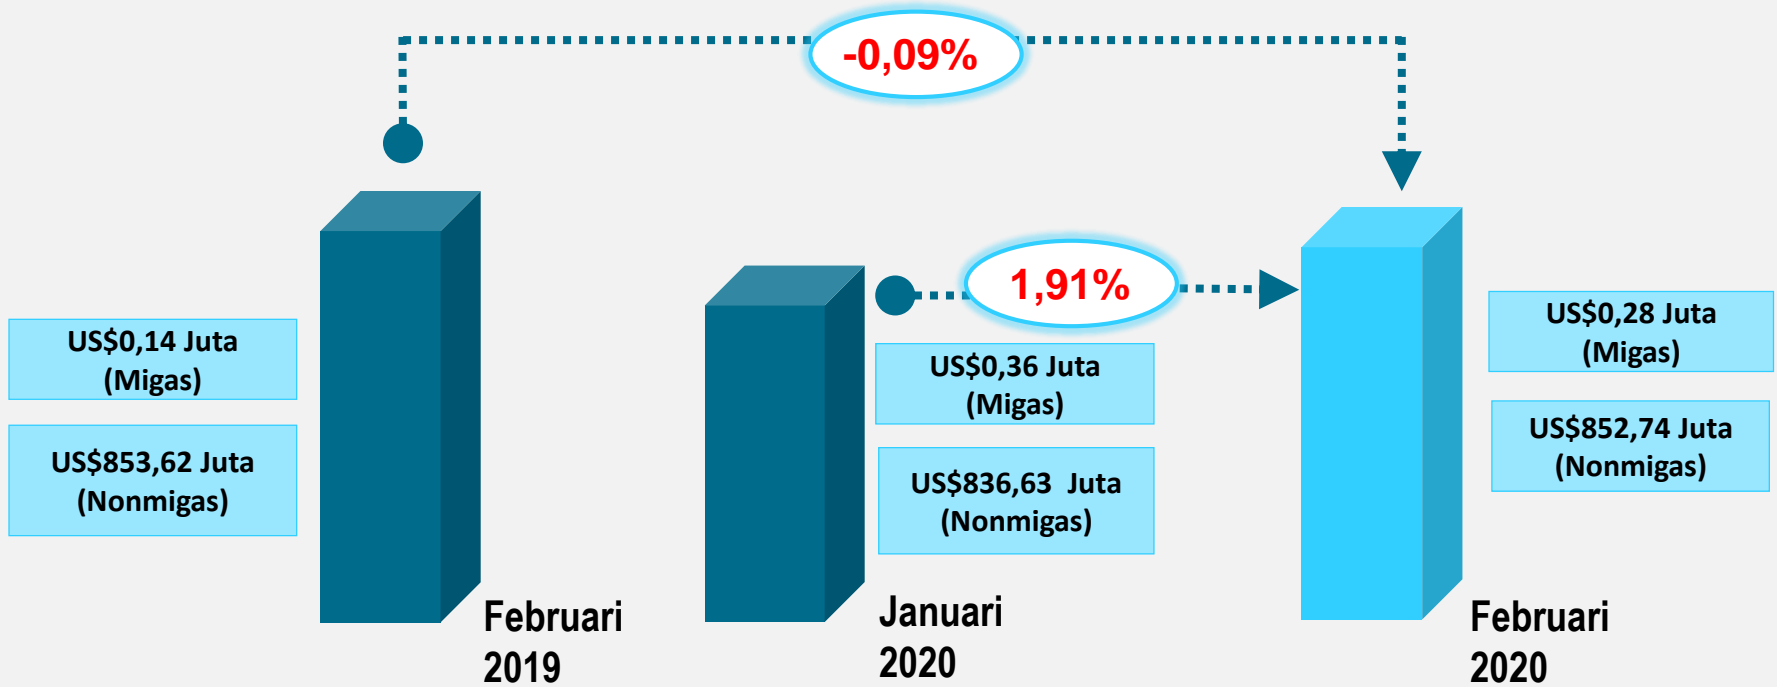 -0,09%
1,91%
US$0,14 Juta
(Migas)
US$853,62 Juta
(Nonmigas)
Februari
2019
US$0,36 Juta
(Migas)
US$836,63 Juta
(Nonmigas)
Januari
2020
US$0,28 Juta
(Migas)
US$852,74 Juta
(Nonmigas)
Februari
2020